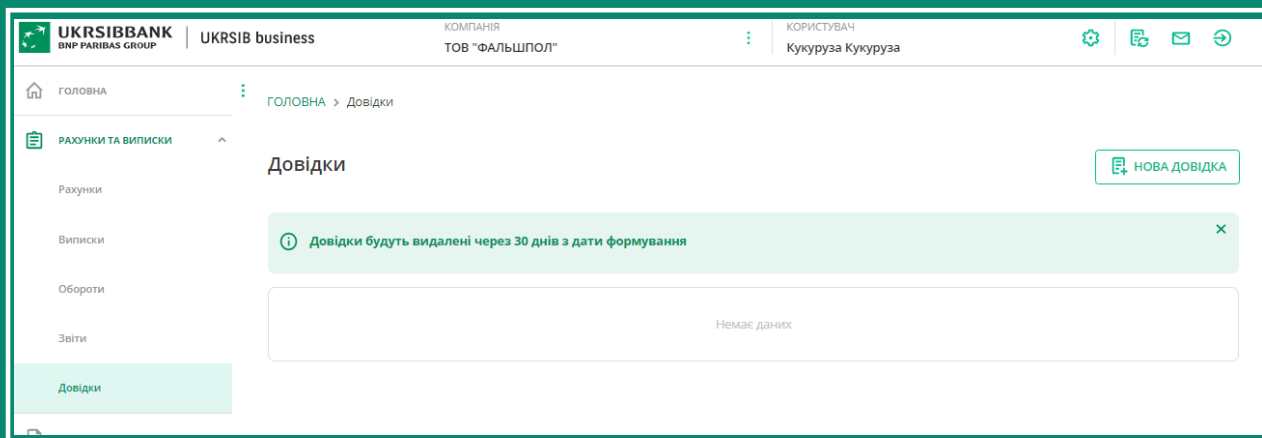 UKRSIBBANK
BNP PARIBAS GROUP
UKRSIB business
КОМПАНІЯ
ТОВ "ФАЛЬШПОЛ"
КОРИСТУВАЧ
Кукуруза Кукуруза
ГОЛОВНА
ГОЛОВНА > Довідки
РАХУНКИ ТА ВИПИСКИ
Довідки
НОВА ДОВІДКА
Рахунки
Виписки
Довідки будуть видалені через 30 днів з дати формування
Обороти
Звіти
Немає даних
Довідки